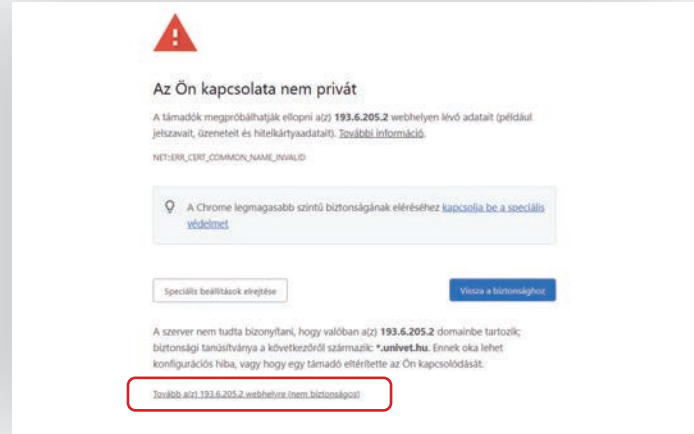 Az Ön kapcsolata nem privát
A támadók megpróbálhatják ellopni a(z) 193.6.205.2 webhelyen lévő adatait (például
jelszavait, üzeneteit és hitelkártyaadatait). További információ.
NET::ERR_CERT_COMMON_NAME_INVALID
A Chrome legmagasabb szintű biztonságának eléréséhez kapcsolja be a speciális
védelmet
Speciális beállítások elrejtése
Vissza a biztonsághoz
A szerver nem tudta bizonyítani, hogy valóban a(z) 193.6.205.2 domainbe tartozik;
biztonsági tanúsítványa a következőről származik: *.univet.hu. Ennek oka lehet
konfigurációs hiba, vagy hogy egy támadó eltérítette az Ön kapcsolódását.
Tovább a(z) 193.6.205.2 webhelyre (nem biztonságos)